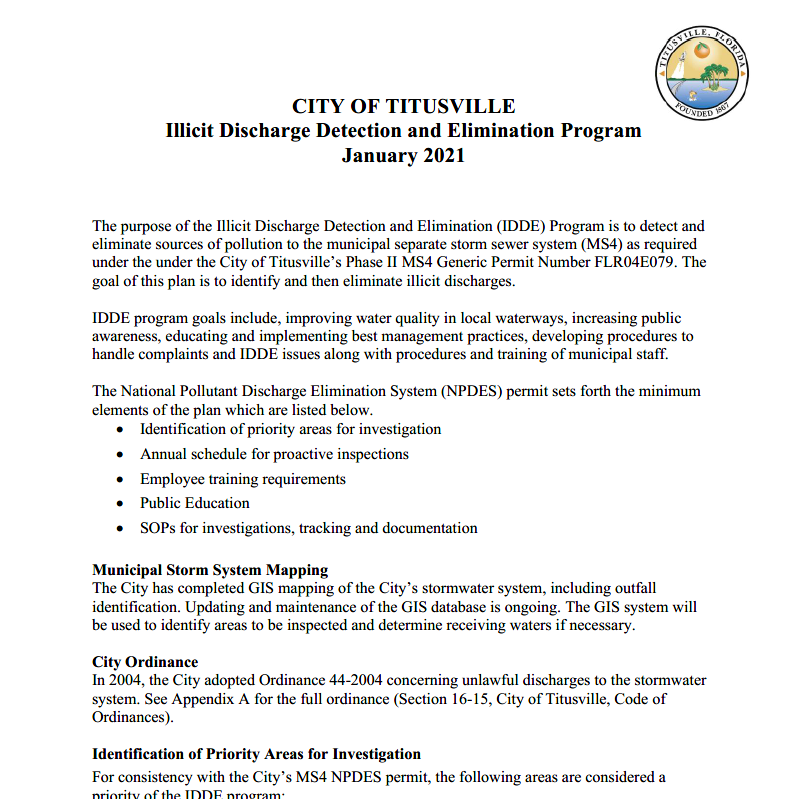 TITUSVILLE, FLORIDA
FOUNDED 1867
CITY OF TITUSVILLE
Illicit Discharge Detection and Elimination Program
January 2021
The purpose of the Illicit Discharge Detection and Elimination (IDDE) Program is to detect and
eliminate sources of pollution to the municipal separate storm sewer system (MS4) as required
under the under the City of Titusville’s Phase II MS4 Generic Permit Number FLR04E079. The
goal of this plan is to identify and then eliminate illicit discharges.
IDDE program goals include, improving water quality in local waterways, increasing public
awareness, educating and implementing best management practices, developing procedures to
handle complaints and IDDE issues along with procedures and training of municipal staff.
The National Pollutant Discharge Elimination System (NPDES) permit sets forth the minimum
elements of the plan which are listed below.
• Identification of priority areas for investigation
• Annual schedule for proactive inspections
• Employee training requirements
• Public Education
• SOPs for investigations, tracking and documentation
Municipal Storm System Mapping
The City has completed GIS mapping of the City’s stormwater system, including outfall
identification. Updating and maintenance of the GIS database is ongoing. The GIS system will
be used to identify areas to be inspected and determine receiving waters if necessary.
City Ordinance
In 2004, the City adopted Ordinance 44-2004 concerning unlawful discharges to the stormwater
system. See Appendix A for the full ordinance (Section 16-15, City of Titusville, Code of
Ordinances).
Identification of Priority Areas for Investigation
For consistency with the City’s MS4 NPDES permit, the following areas are considered a
priority of the IDDE program: